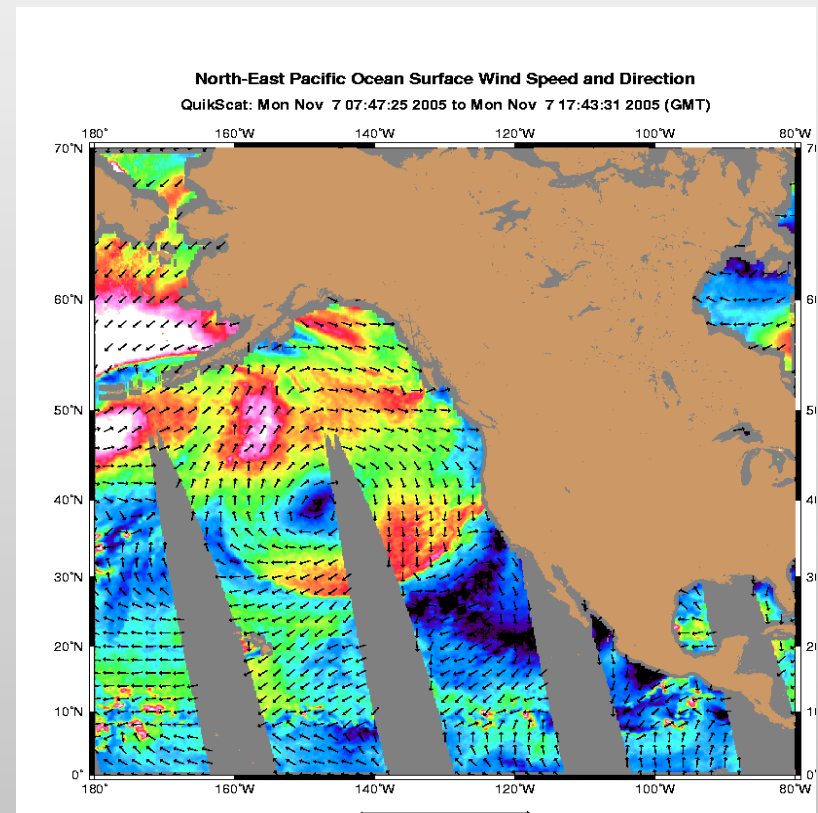 North-East Pacific Ocean Surface Wind Speed and Direction
QuikScat: Mon Nov 7 07:47:25 2005 to Mon Nov 7 17:43:31 2005 (GMT)
180° 160°W 140°W 120°W 100°W 80°W
70°N
60°N
50°N
40°N
30°N
20°N
10°N
0°
180° 160°W 140°W 120°W 100°W 80°W